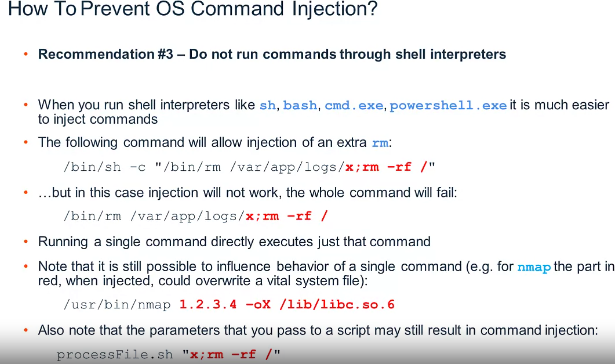 How To Prevent OS Command Injection?
• Recommendation #3 – Do not run commands through shell interpreters
• When you run shell interpreters like sh, bash, cmd.exe, powershell.exe it is much easier
to inject commands
• The following command will allow injection of an extra rm:
/bin/sh –c "/bin/rm /var/app/logs/x;rm –rf /"
• …but in this case injection will not work, the whole command will fail:
/bin/rm /var/app/logs/x;rm –rf /
• Running a single command directly executes just that command
• Note that it is still possible to influence behavior of a single command (e.g. for nmap the part in
red, when injected, could overwrite a vital system file):
/usr/bin/nmap 1.2.3.4 –oX /lib/libc.so.6
• Also note that the parameters that you pass to a script may still result in command injection:
processFile.sh "x;rm –rf /"